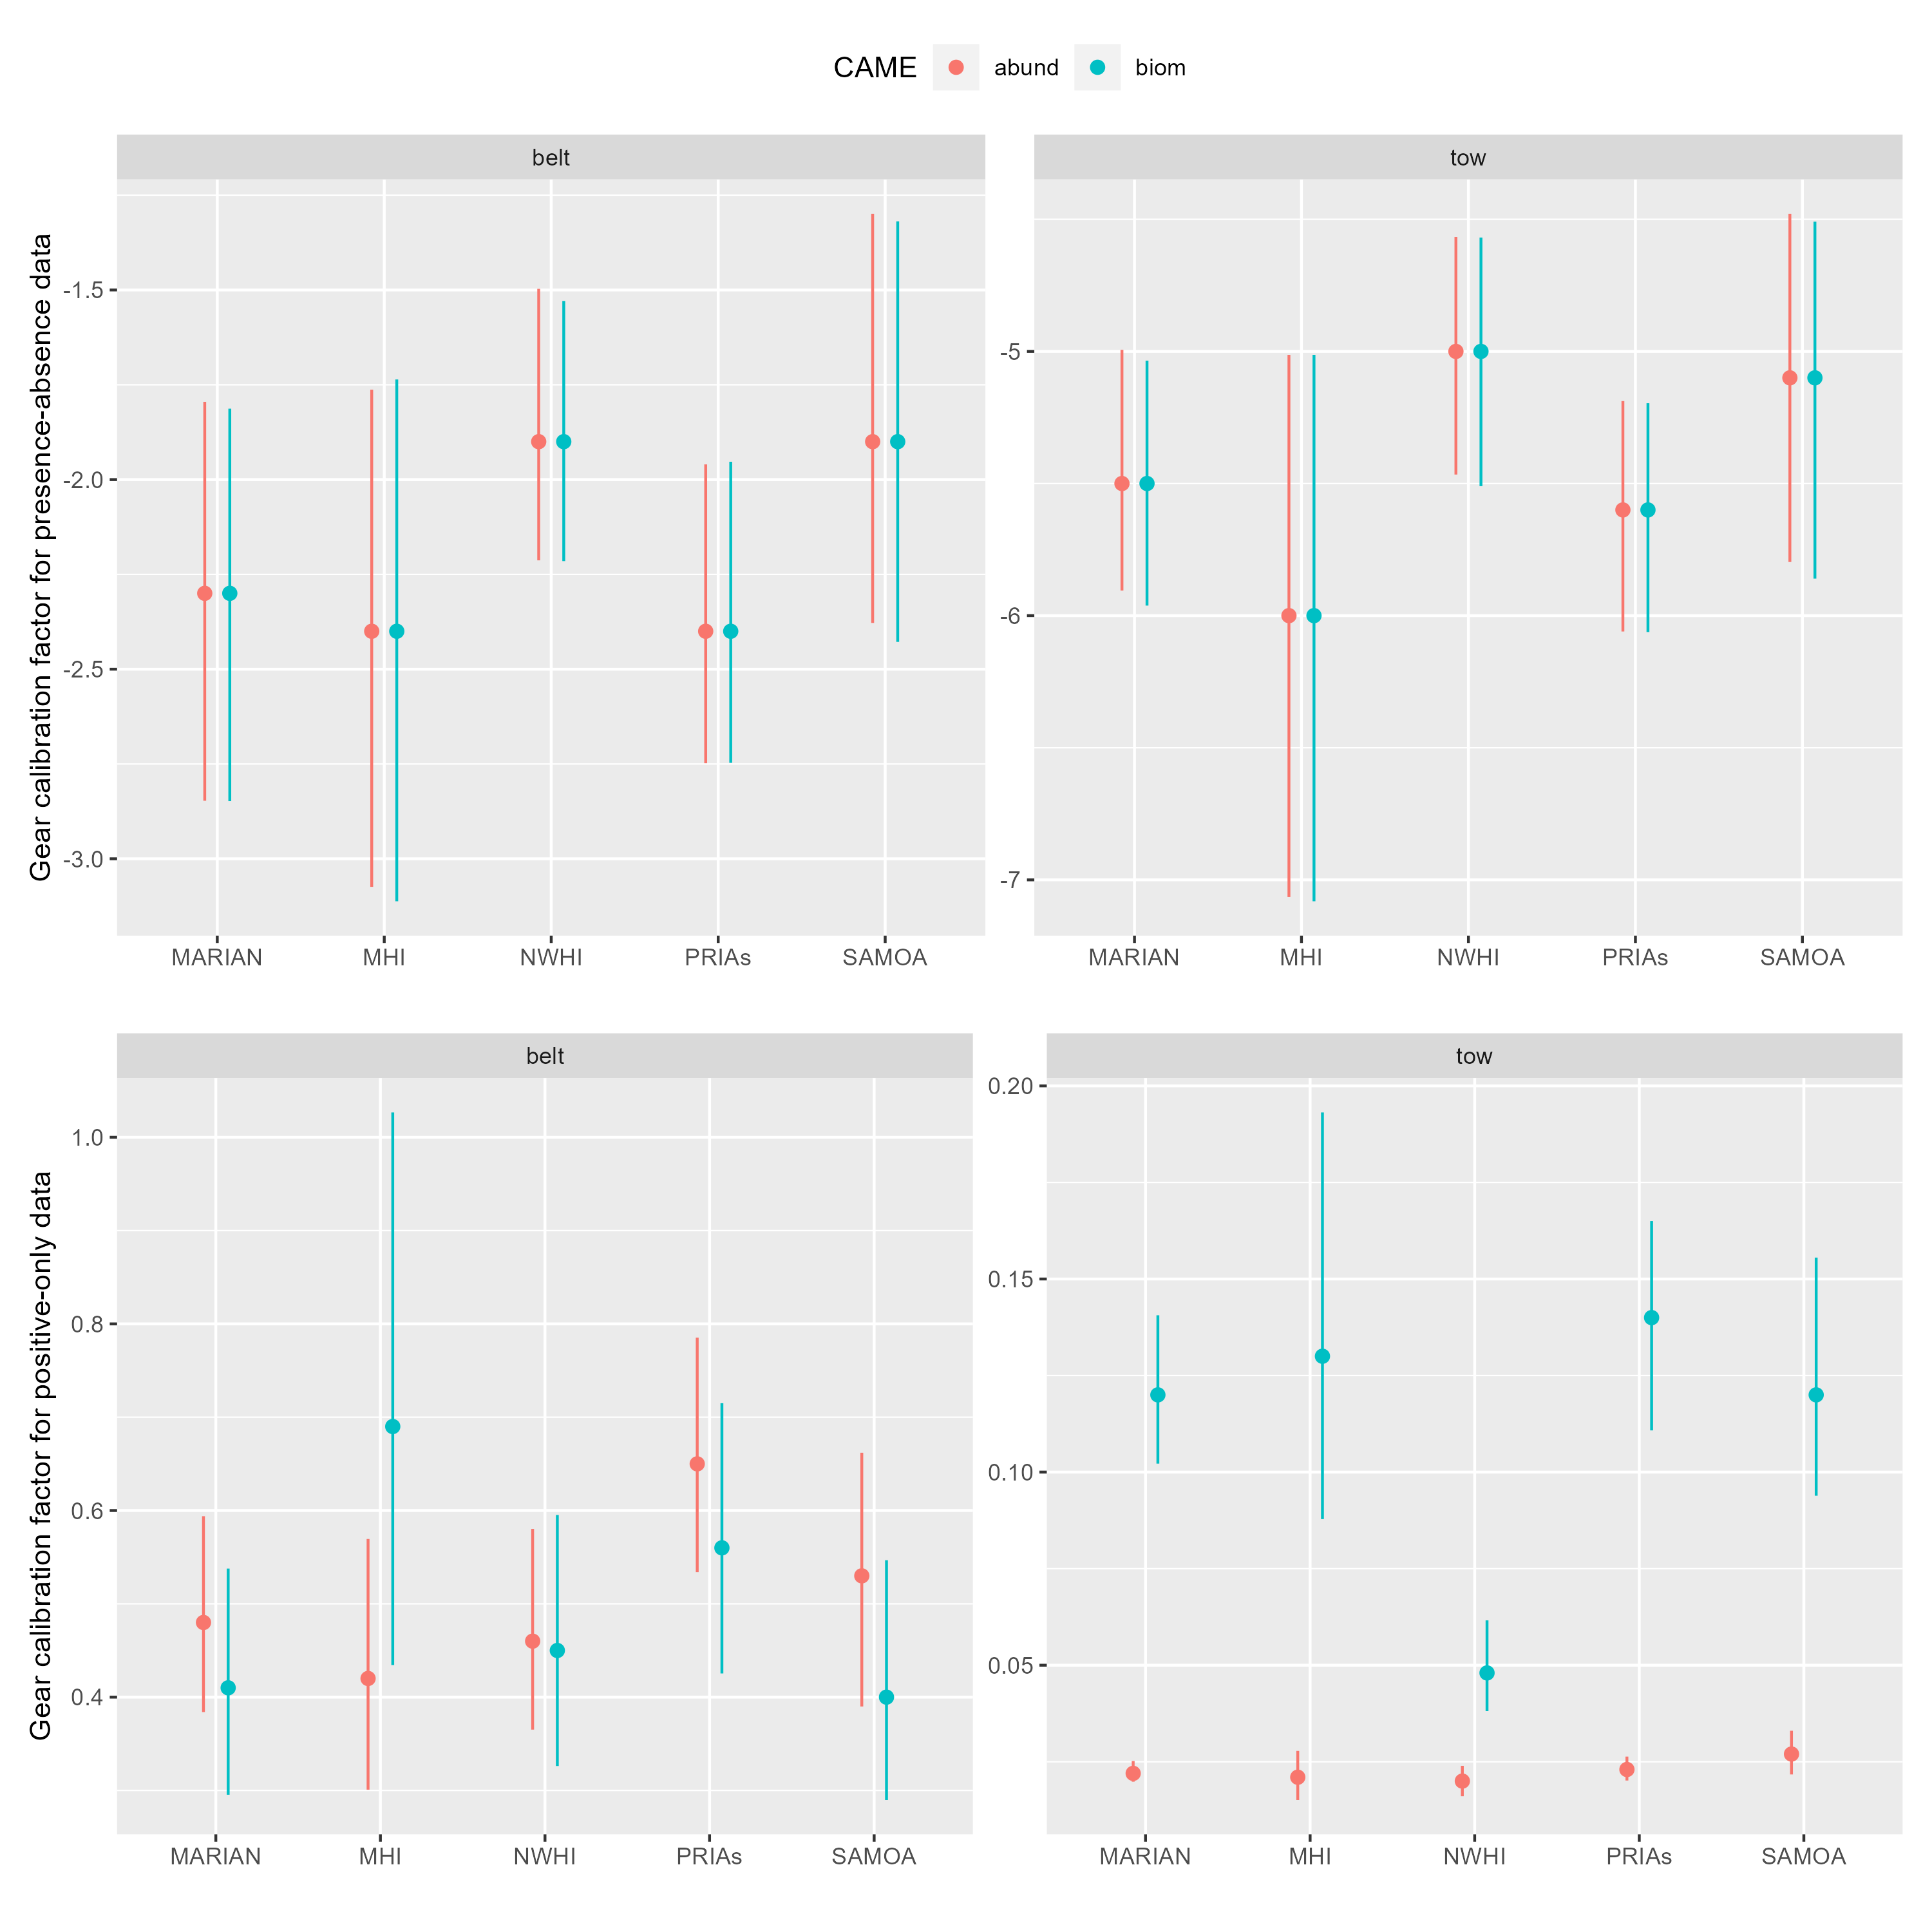 CAME abund biom
belt
tow
Gear calibration factor for presence-absence data
-1.5
-2.0
-2.5
-3.0
-5
-6
-7
MARIAN MHI NWHI PRIAs SAMOA
MARIAN MHI NWHI PRIAs SAMOA
belt
tow
Gear calibration factor for positive-only data
1.0
0.8
0.6
0.4
0.20
0.15
0.10
0.05
MARIAN MHI NWHI PRIAs SAMOA
MARIAN MHI NWHI PRIAs SAMOA